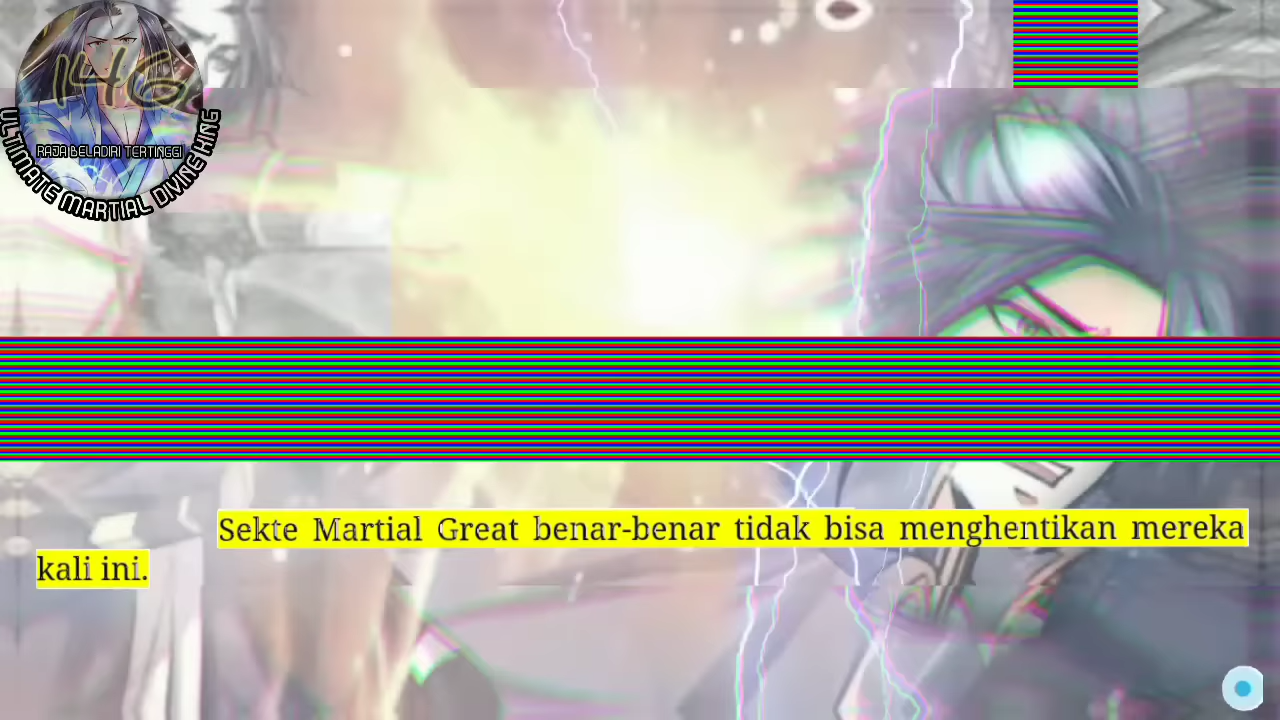 146
RAJA BELADIRI TERTINGGI
ULTIMATE MARTIAL DIVINE KING
Sekte Martial Great benar-benar tidak bisa menghentikan mereka
kali ini.